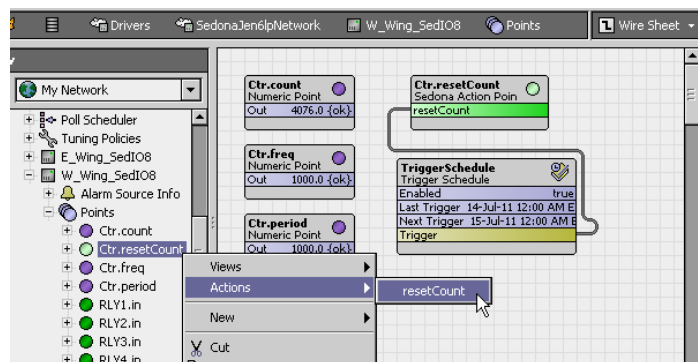 Drivers
SedonaJen6lpNetwork
W_Wing_SedIO8
Points
Wire Sheet
My Network
Poll Scheduler
Tuning Policies
E_Wing_SedIO8
W_Wing_SedIO8
Alarm Source Info
Points
Ctr.count
Ctr.resetCount
Ctr.freq
Ctr.period
RLY1.in
RLY2.in
RLY3.in
RLY4.in
Ctr.count
Numeric Point
Out 4076.0 {ok}
Ctr.freq
Numeric Point
Out 1000.0 {ok}
Ctr.period
Numeric Point
Out 1000.0 {ok}
Ctr.resetCount
Sedona Action Poin
resetCount
TriggerSchedule
Trigger Schedule
Enabled true
Last Trigger 14-Jul-11 12:00 AM E
Next Trigger 15-Jul-11 12:00 AM E
Trigger
Views
Actions
resetCount
New
Cut